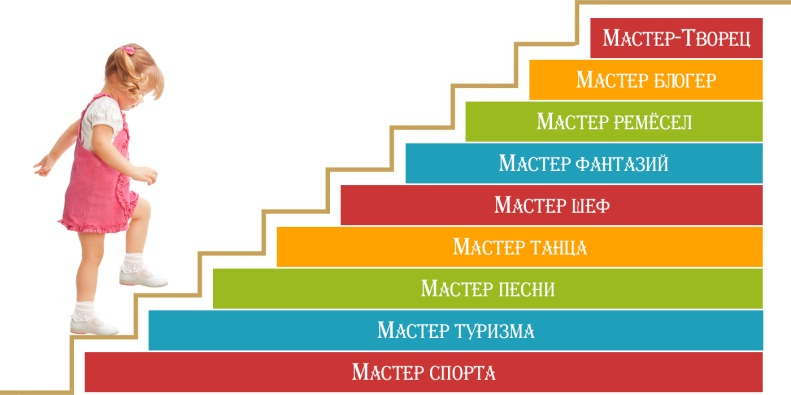 Мастер-Творец
Мастер блогер
Мастер ремёсел
Мастер фантазий
Мастер шеф
Мастер танца
Мастер песни
Мастер туризма
Мастер спорта